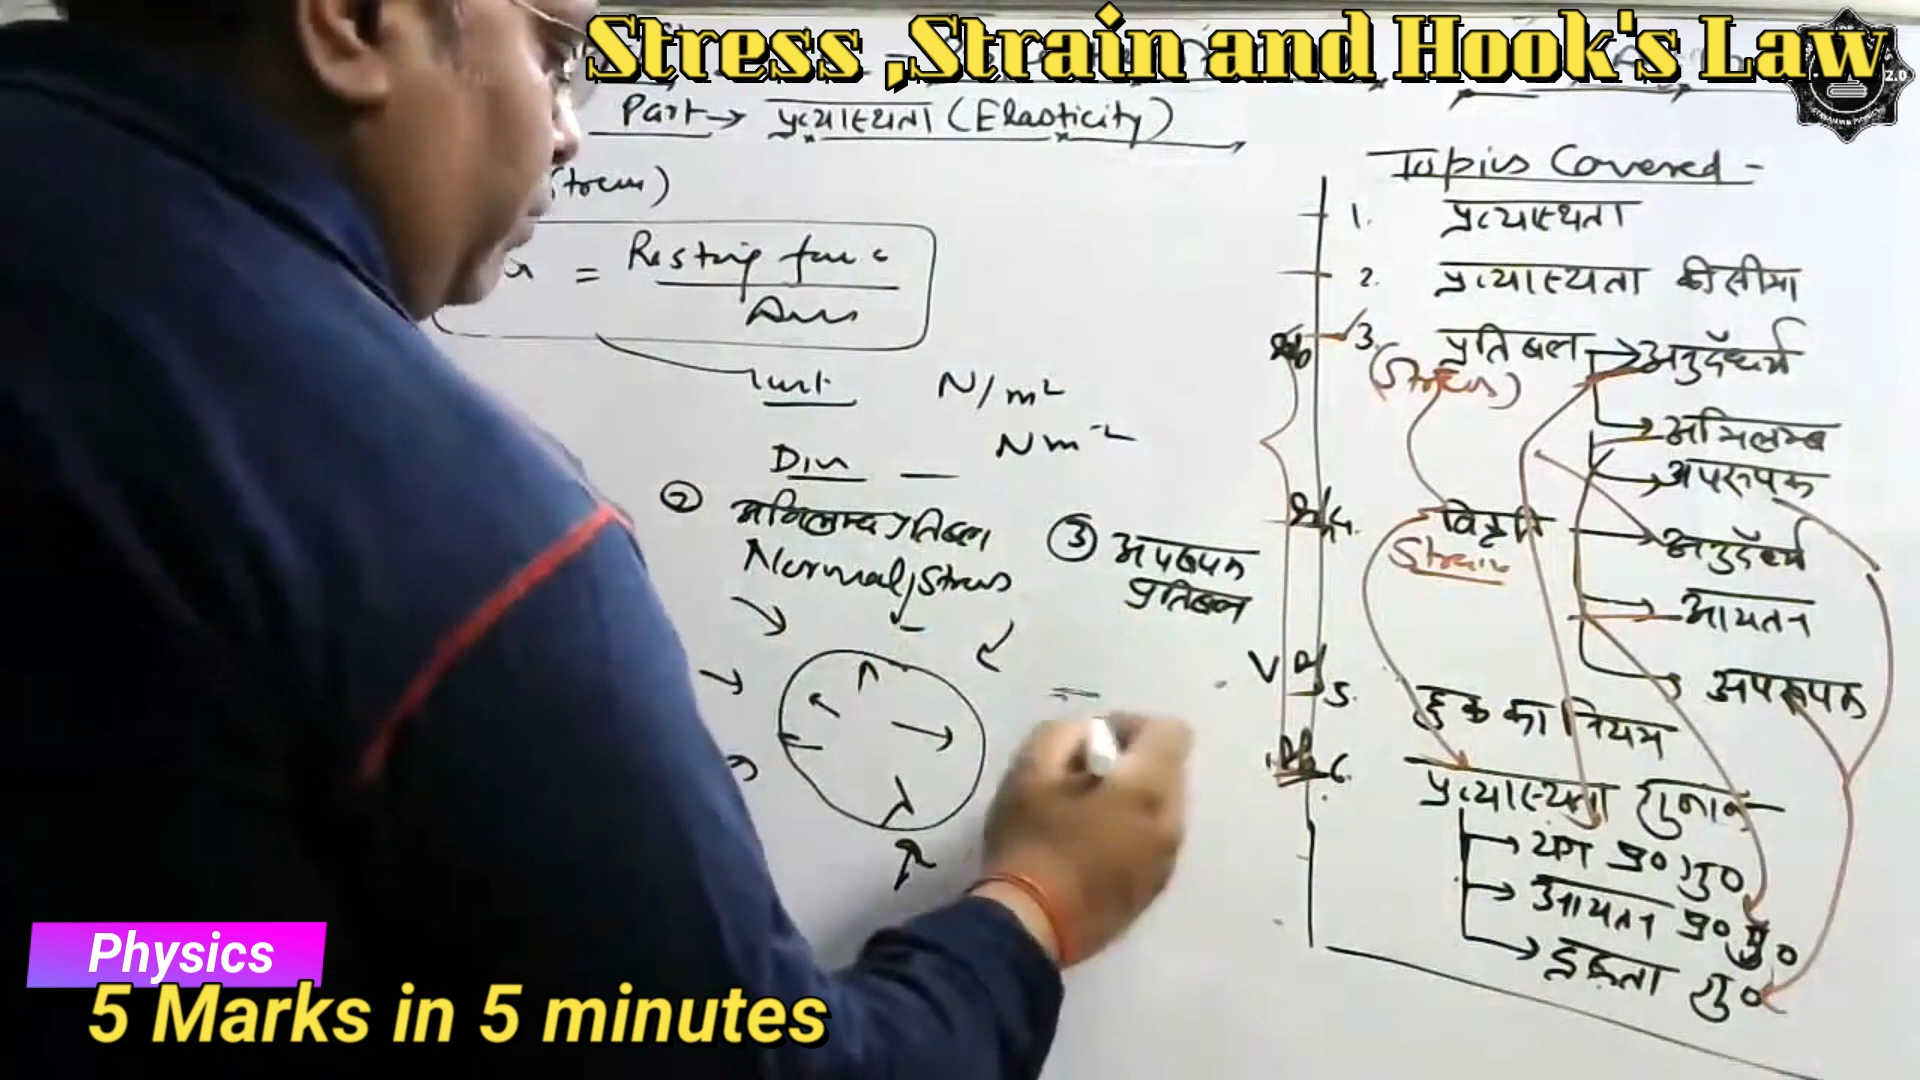 Stress ,Strain and Hook's Law
2.0
Part → प्रत्यास्थता (Elasticity)
= Resting
unit N/m²
Nm⁻²
Dim —
② अभिलम्ब प्रतिबल
Normal Stress
③ अपरूपक
प्रतिबल
Topics Covered -
1. प्रत्यास्थता
2. प्रत्यास्थता की सीमा
3. प्रतिबल → अनुदैर्ध्य
(Stress)
→ अभिलम्ब
→ अपरूपक
4. विकृति → अनुदैर्ध्य
Strain
→ आयतन
→ अपरूपक
5. हुक का नियम
6. प्रत्यास्थता गुणांक
→ यंग प्र० गु०
→ आयतन प्र० गु०
→ दृढ़ता गु०
Physics
5 Marks in 5 minutes